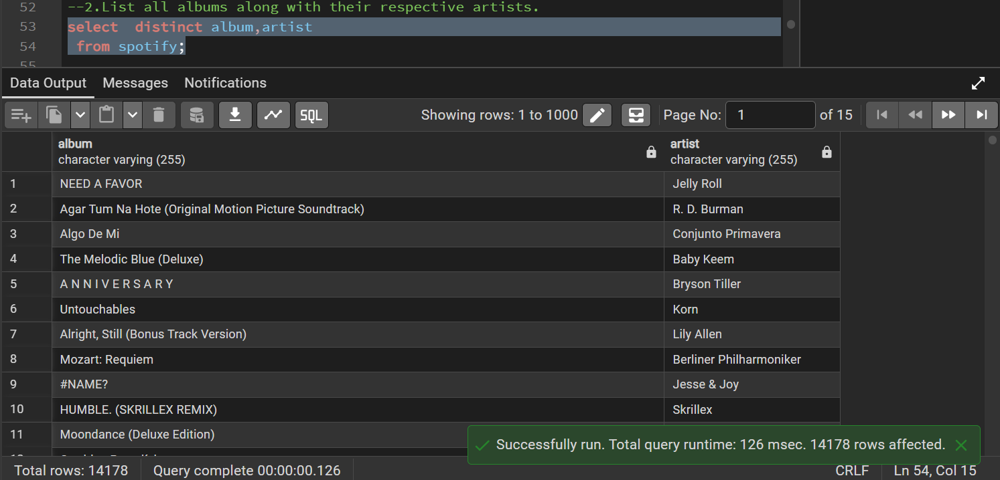 52 --2.List all albums along with their respective artists.
53 select  distinct album,artist
54  from spotify;
55
Data Output Messages Notifications
SQL Showing rows: 1 to 1000 Page No: 1 of 15
album artist
character varying (255) character varying (255)
1 NEED A FAVOR Jelly Roll
2 Agar Tum Na Hote (Original Motion Picture Soundtrack) R. D. Burman
3 Algo De Mi Conjunto Primavera
4 The Melodic Blue (Deluxe) Baby Keem
5 A N N I V E R S A R Y Bryson Tiller
6 Untouchables Korn
7 Alright, Still (Bonus Track Version) Lily Allen
8 Mozart: Requiem Berliner Philharmoniker
9 #NAME? Jesse & Joy
10 HUMBLE. (SKRILLEX REMIX) Skrillex
11 Moondance (Deluxe Edition)
Successfully run. Total query runtime: 126 msec. 14178 rows affected.
Total rows: 14178 Query complete 00:00:00.126 CRLF Ln 54, Col 15